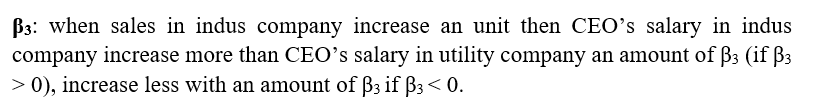 β₃: when sales in indus company increase an unit then CEO’s salary in indus
company increase more than CEO’s salary in utility company an amount of β₃ (if β₃
> 0), increase less with an amount of β₃ if β₃ < 0.